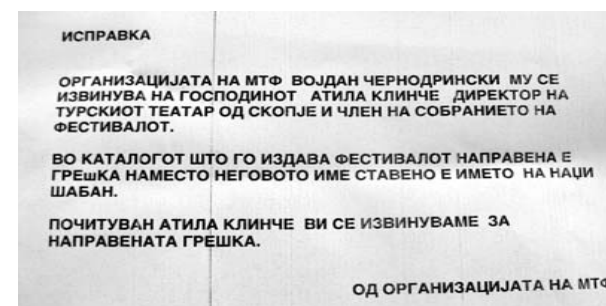 ИСПРАВКА
ОРГАНИЗАЦИЈАТА НА МТФ ВОЈДАН ЧЕРНОДРИНСКИ МУ СЕ
ИЗВИНУВА НА ГОСПОДИНОТ АТИЛА КЛИНЧЕ ДИРЕКТОР НА
ТУРСКИОТ ТЕАТАР ОД СКОПЈЕ И ЧЛЕН НА СОБРАНИЕТО НА
ФЕСТИВАЛОТ.
ВО КАТАЛОГОТ ШТО ГО ИЗДАВА ФЕСТИВАЛОТ НАПРАВЕНА Е
ГРЕшКА НАМЕСТО НЕГОВОТО ИМЕ СТАВЕНО Е ИМЕТО НА НАЏИ
ШАБАН.
ПОЧИТУВАН АТИЛА КЛИНЧЕ ВИ СЕ ИЗВИНУВАМЕ ЗА
НАПРАВЕНАТА ГРЕШКА.
ОД ОРГАНИЗАЦИЈАТА НА МТФ